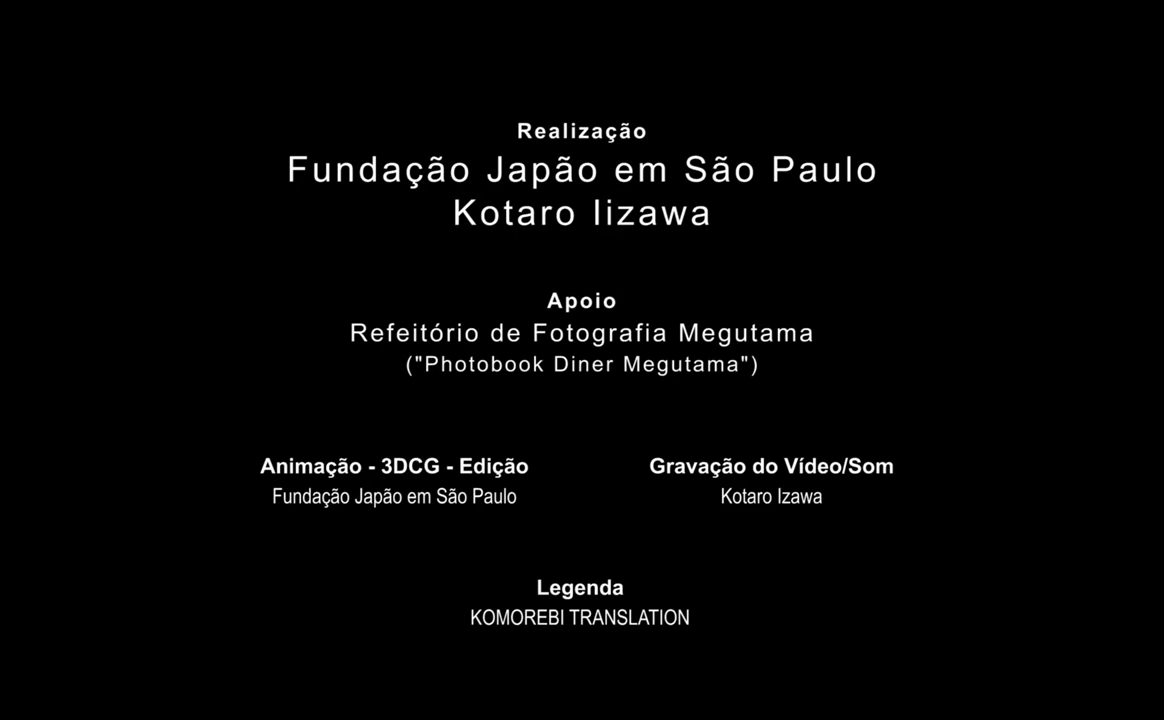 Realização
Fundação Japão em São Paulo
Kotaro Iizawa
Apoio
Refeitório de Fotografia Megutama
("Photobook Diner Megutama")
Animação - 3DCG - Edição
Fundação Japão em São Paulo
Gravação do Vídeo/Som
Kotaro Izawa
Legenda
KOMOREBI TRANSLATION